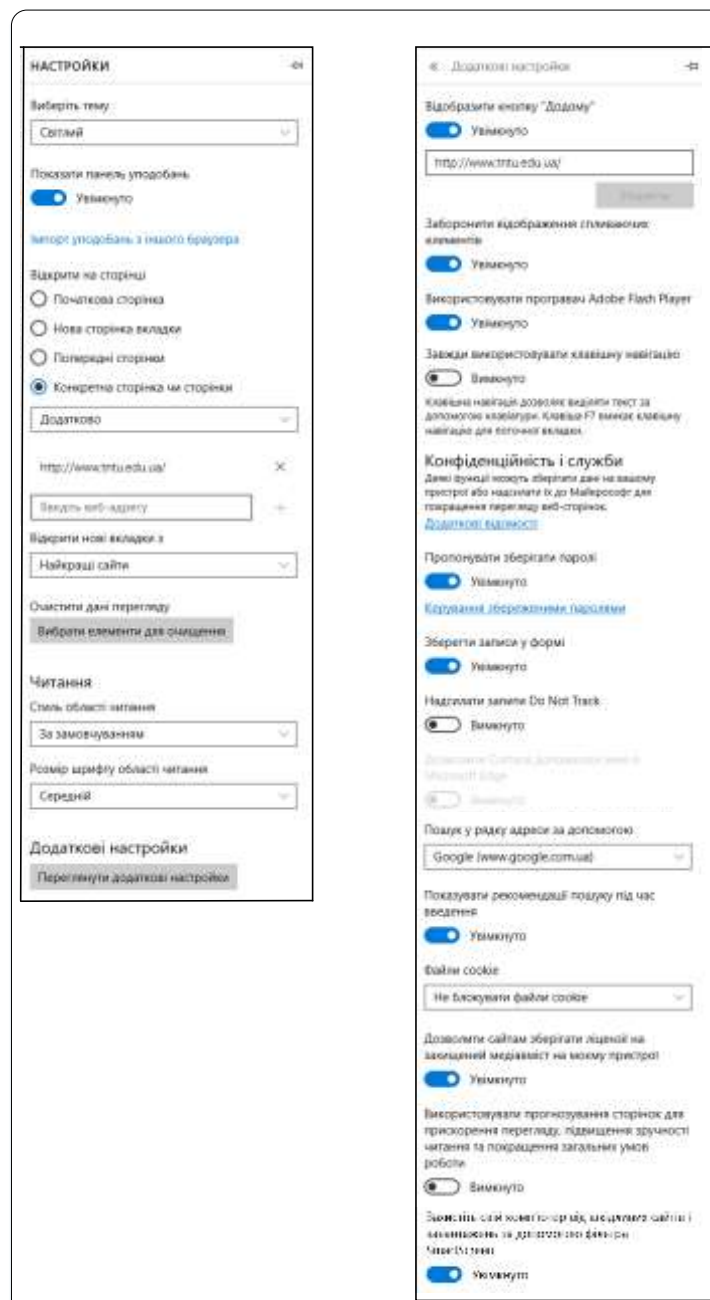 НАСТРОЙКИ
Виберіть тему
Світлий
Показати панель уподобань
Увімкнуто
Імпорт уподобань з іншого браузера
Відкрити на сторінці
Початкова сторінка
Нова сторінка вкладки
Попередні сторінки
Конкретна сторінка чи сторінки
Додатково
http://www.tntu.edu.ua/
Введіть веб-адресу
Відкрити нові вкладки з
Найкращі сайти
Очистити дані перегляду
Вибрати елементи для очищення
Читання
Стиль області читання
За замовчуванням
Розмір шрифту області читання
Середній
Додаткові настройки
Переглянути додаткові настройки
« Додаткові настройки
Відобразити кнопку "Додому"
Увімкнуто
http://www.tntu.edu.ua/
Зберегти
Заборонити відображення спливаючих
елементів
Увімкнуто
Використовувати програвач Adobe Flash Player
Увімкнуто
Завжди використовувати клавішну навігацію
Вимкнуто
Клавішна навігація дозволяє виділяти текст за
допомогою клавіатури. Клавіша F7 вмикає клавішну
навігацію для поточної вкладки.
Конфіденційність і служби
Деякі функції можуть зберігати дані на вашому
пристрої або надсилати їх до Майкрософт для
покращення перегляду веб-сторінок.
Додаткові відомості
Пропонувати зберігати паролі
Увімкнуто
Керування збереженими паролями
Зберегти записи у формі
Увімкнуто
Надсилати запити Do Not Track
Вимкнуто
Microsoft Edge
Вимкнуто
Пошук у рядку адреси за допомогою
Google (www.google.com.ua)
Показувати рекомендації пошуку під час
введення
Увімкнуто
Файли cookie
Не блокувати файли cookie
Дозволити сайтам зберігати ліцензії на
захищений медіавміст на моєму пристрої
Увімкнуто
Використовувати прогнозування сторінок для
прискорення перегляду, підвищення зручності
читання та покращення загальних умов
роботи
Вимкнуто
Захистіть свій комп'ютер від шкідливих сайтів і
завантажень за допомогою фільтра
SmartScreen
Увімкнуто